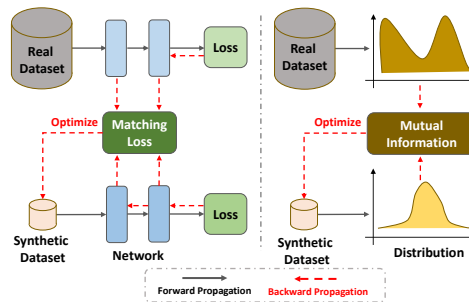 Real
Dataset
Loss
Optimize
Matching
Loss
Loss
Synthetic
Dataset
Network
Real
Dataset
Optimize
Mutual
Information
Synthetic
Dataset
Distribution
Forward Propagation
Backward Propagation